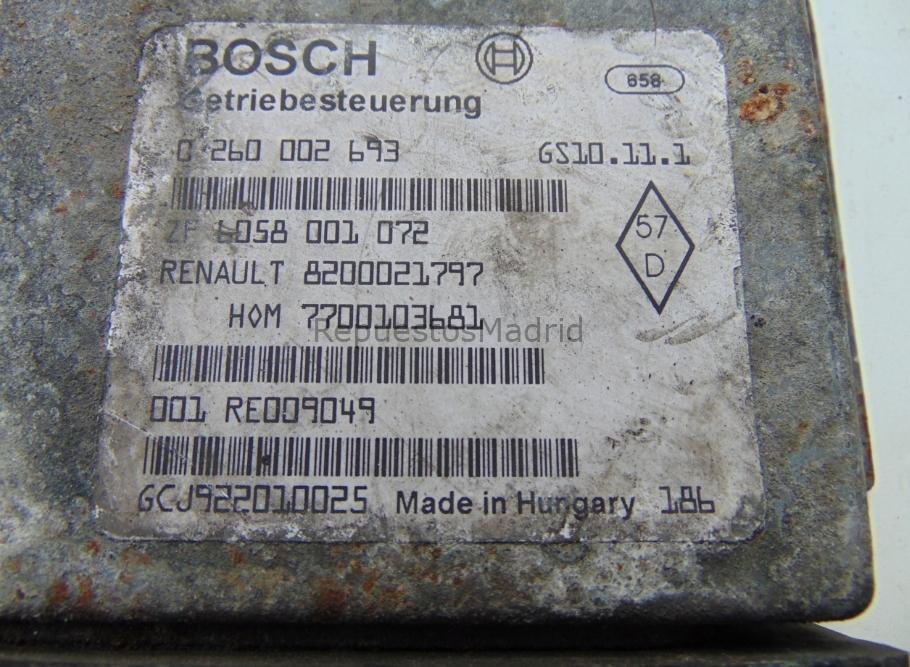 BOSCH
658
Getriebesteuerung
0 260 002 693 GS10.11.1
ZF 6058 001 072
57
D
RENAULT 8200021797
HOM 7700103681
RepuestosMadrid
001 RE009049
GCJ922010025 Made in Hungary 186